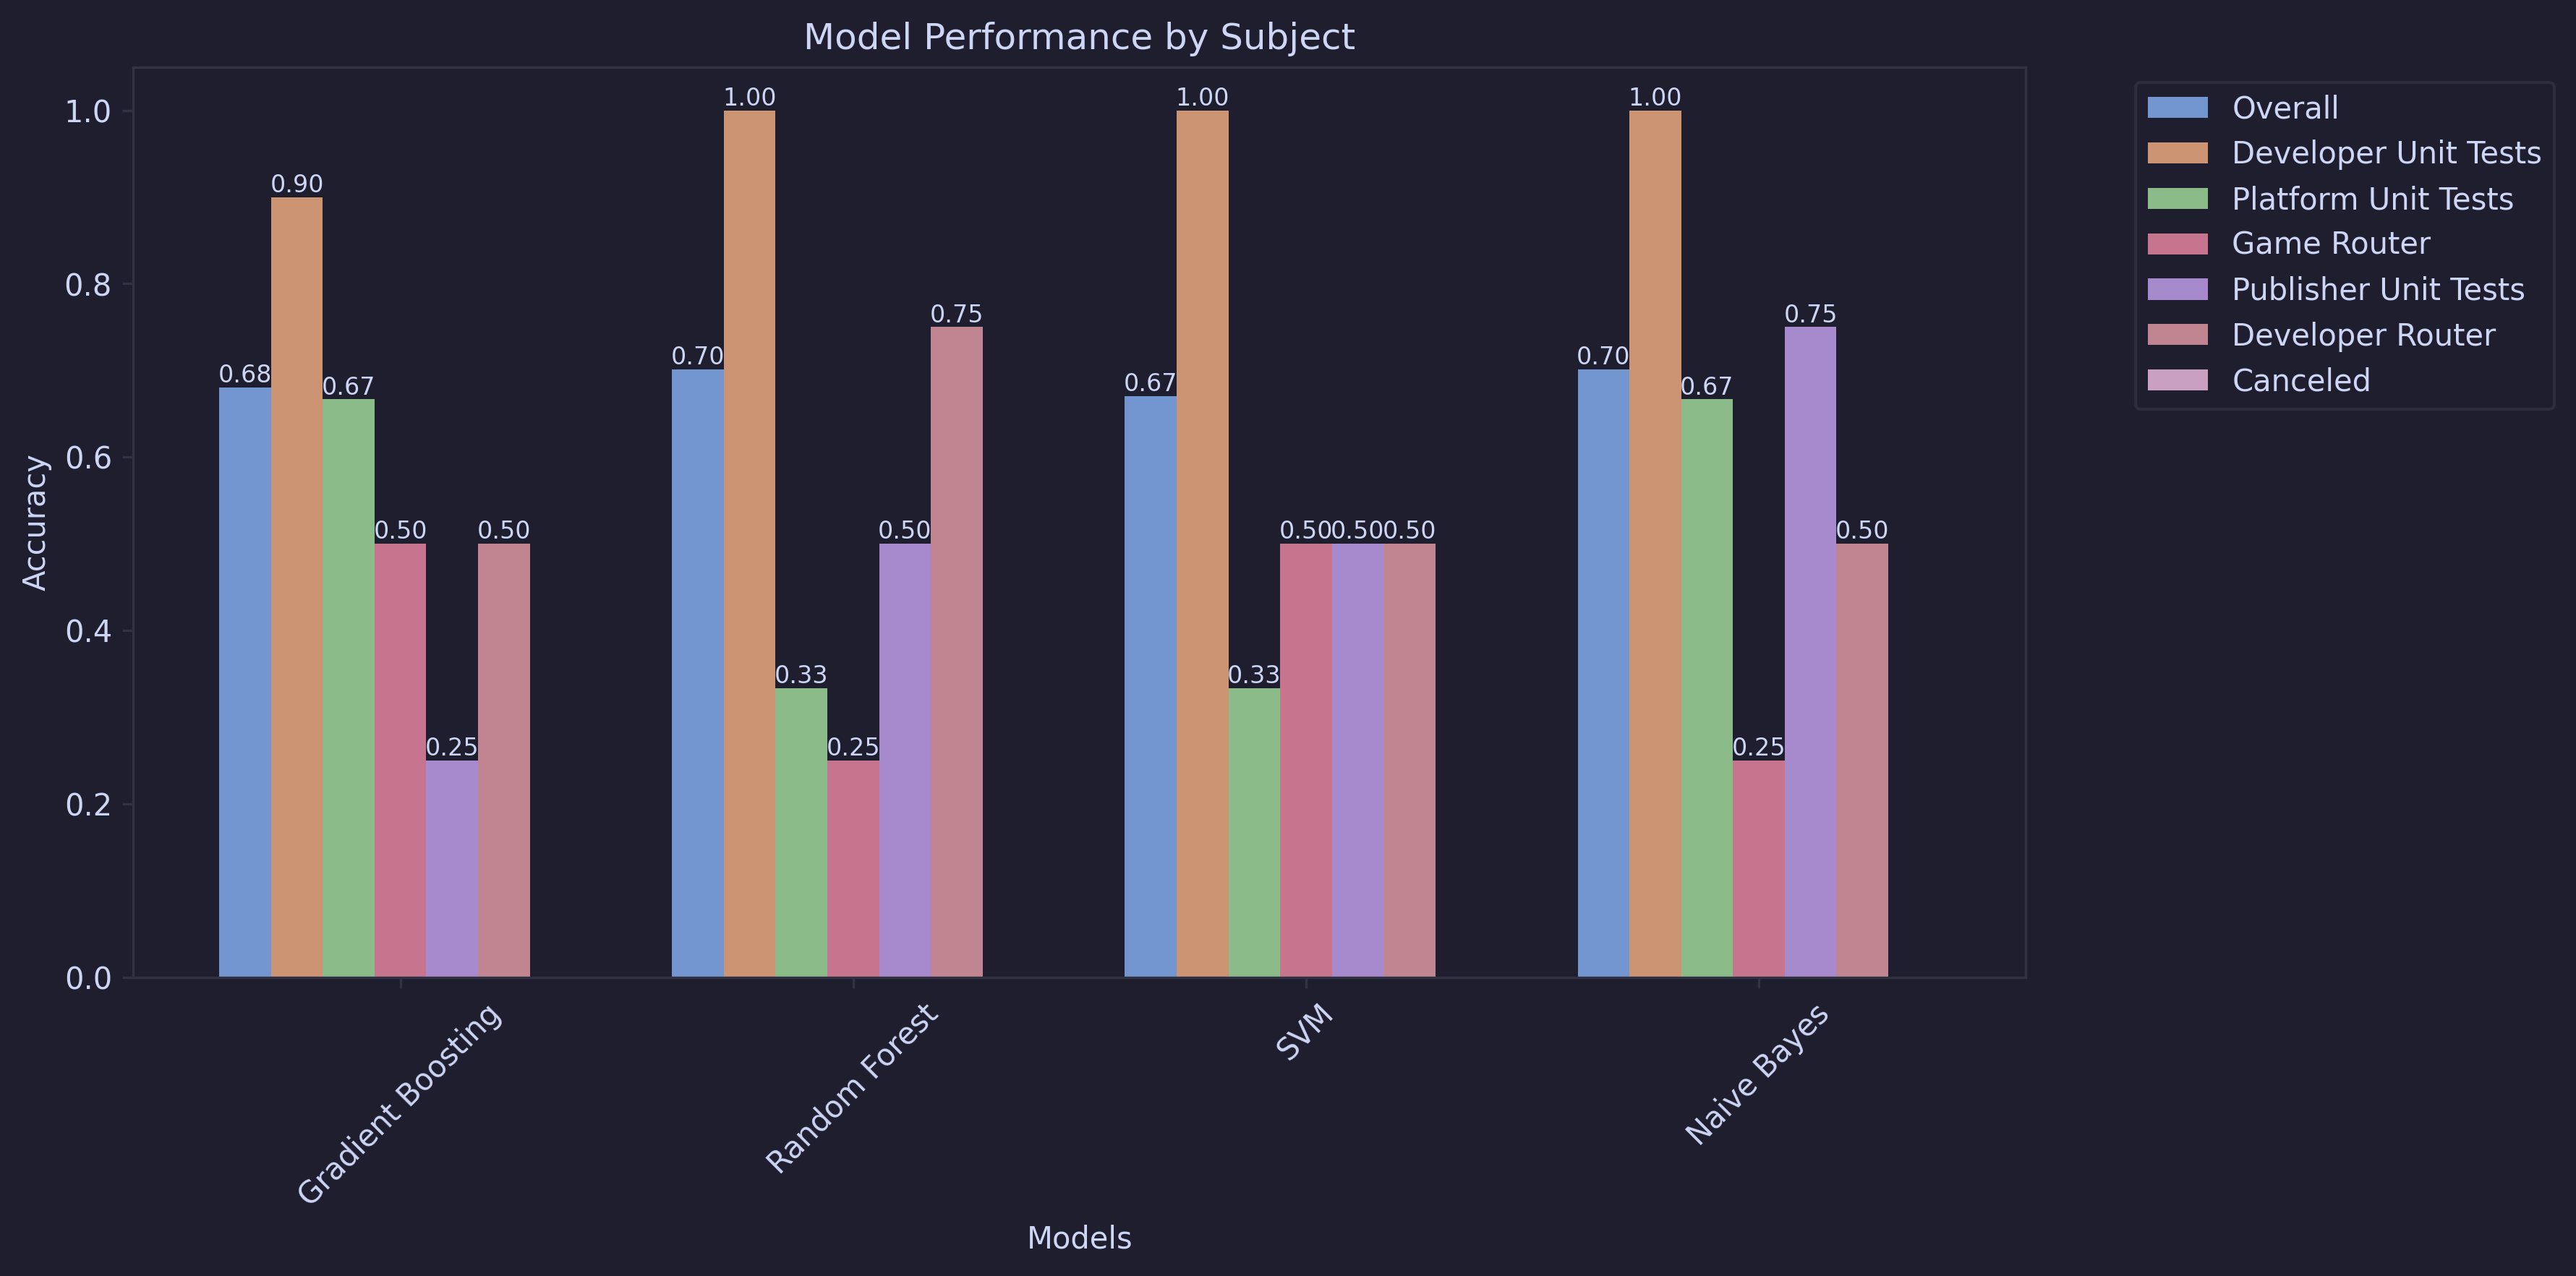 Model Performance by Subject
Accuracy
1.0
0.8
0.6
0.4
0.2
0.0
0.68
0.90
0.67
0.50
0.25
0.50
0.70
1.00
0.33
0.25
0.50
0.75
0.67
1.00
0.33
0.50
0.50
0.50
0.70
1.00
0.67
0.25
0.75
0.50
Gradient Boosting
Random Forest
SVM
Naive Bayes
Models
Overall
Developer Unit Tests
Platform Unit Tests
Game Router
Publisher Unit Tests
Developer Router
Canceled